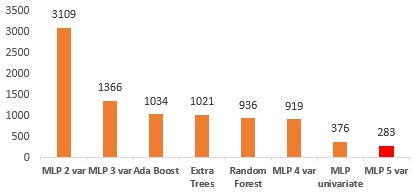 3500
3000
2500
2000
1500
1000
500
0
3109
1366
1034
1021
936
919
376
283
MLP 2 var
MLP 3 var
Ada Boost
Extra
Trees
Random
Forest
MLP 4 var
MLP
univariate
MLP 5 var